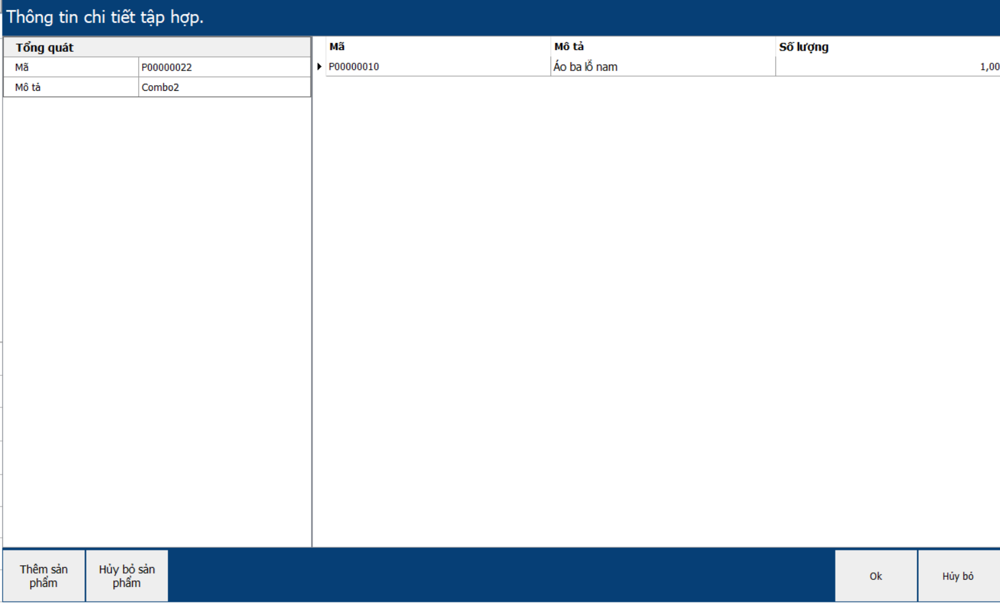 Thông tin chi tiết tập hợp.
Tổng quát
Mã P00000022
Mô tả Combo2
Mã Mô tả Số lượng
P00000010 Áo ba lỗ nam 1,00
Thêm sản
phẩm
Hủy bỏ sản
phẩm
Ok
Hủy bỏ